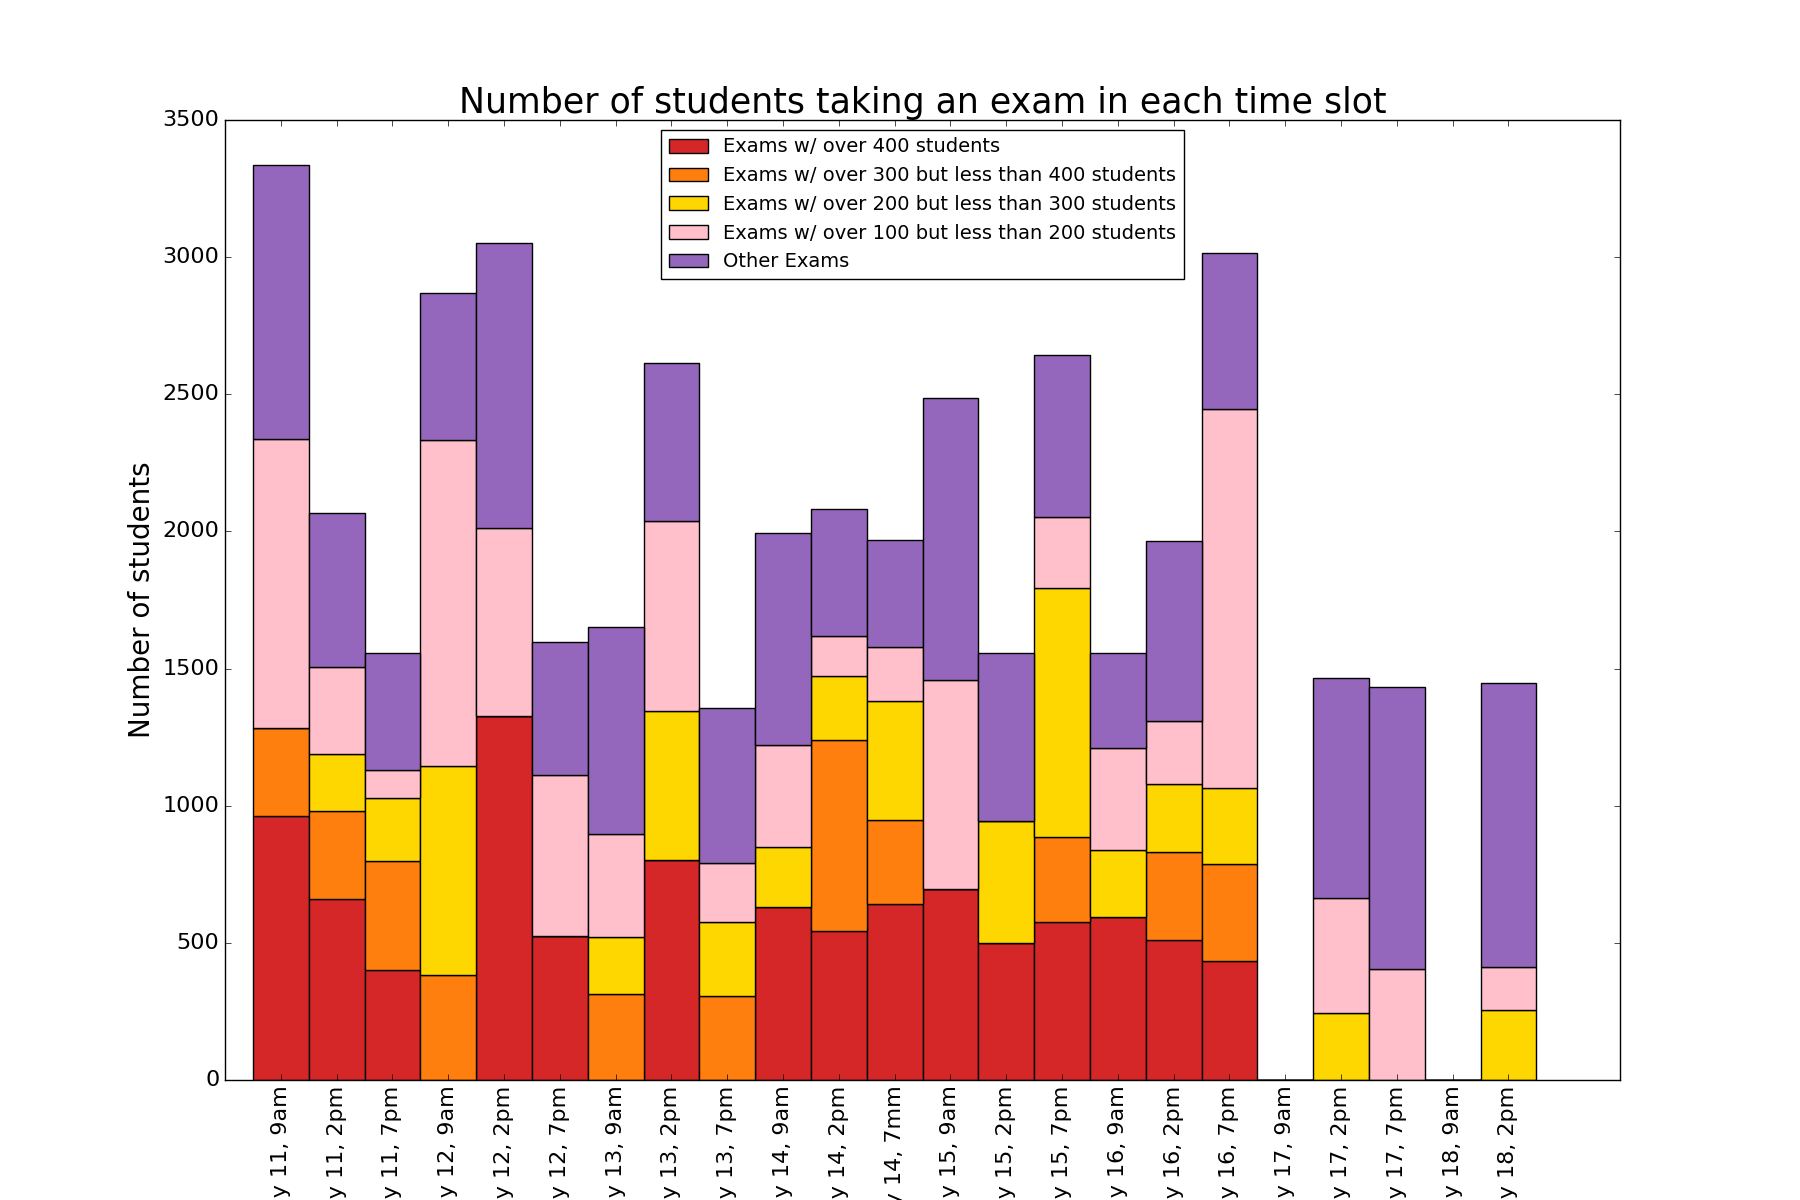 Number of students taking an exam in each time slot
Exams w/ over 400 students
Exams w/ over 300 but less than 400 students
Exams w/ over 200 but less than 300 students
Exams w/ over 100 but less than 200 students
Other Exams
Number of students
3500
3000
2500
2000
1500
1000
500
0
y 11, 9am
y 11, 2pm
y 11, 7pm
y 12, 9am
y 12, 2pm
y 12, 7pm
y 13, 9am
y 13, 2pm
y 13, 7pm
y 14, 9am
y 14, 2pm
y 14, 7mm
y 15, 9am
y 15, 2pm
y 15, 7pm
y 16, 9am
y 16, 2pm
y 16, 7pm
y 17, 9am
y 17, 2pm
y 17, 7pm
y 18, 9am
y 18, 2pm